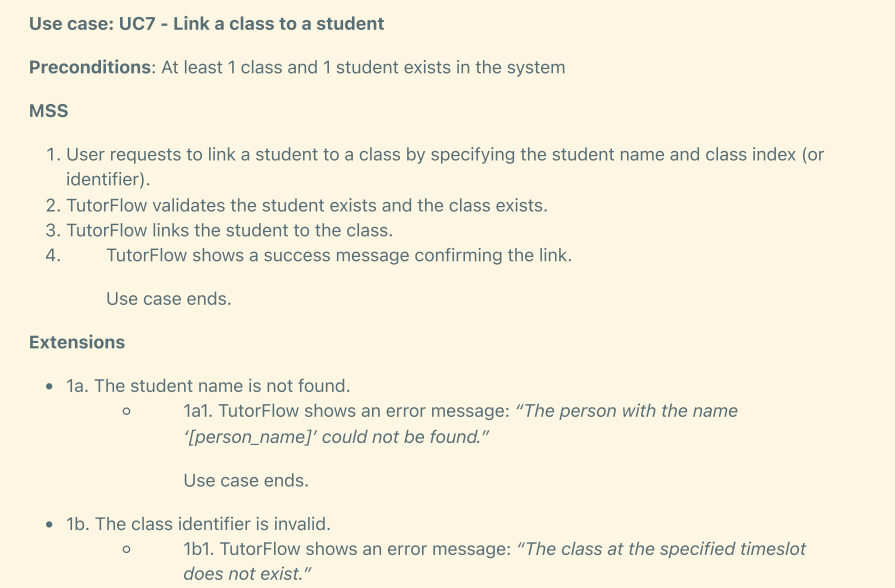 Use case: UC7 - Link a class to a student
Preconditions: At least 1 class and 1 student exists in the system
MSS
1. User requests to link a student to a class by specifying the student name and class index (or
identifier).
2. TutorFlow validates the student exists and the class exists.
3. TutorFlow links the student to the class.
4. TutorFlow shows a success message confirming the link.
Use case ends.
Extensions
• 1a. The student name is not found.
◦ 1a1. TutorFlow shows an error message: “The person with the name
‘[person_name]’ could not be found.”
Use case ends.
• 1b. The class identifier is invalid.
◦ 1b1. TutorFlow shows an error message: “The class at the specified timeslot
does not exist.”